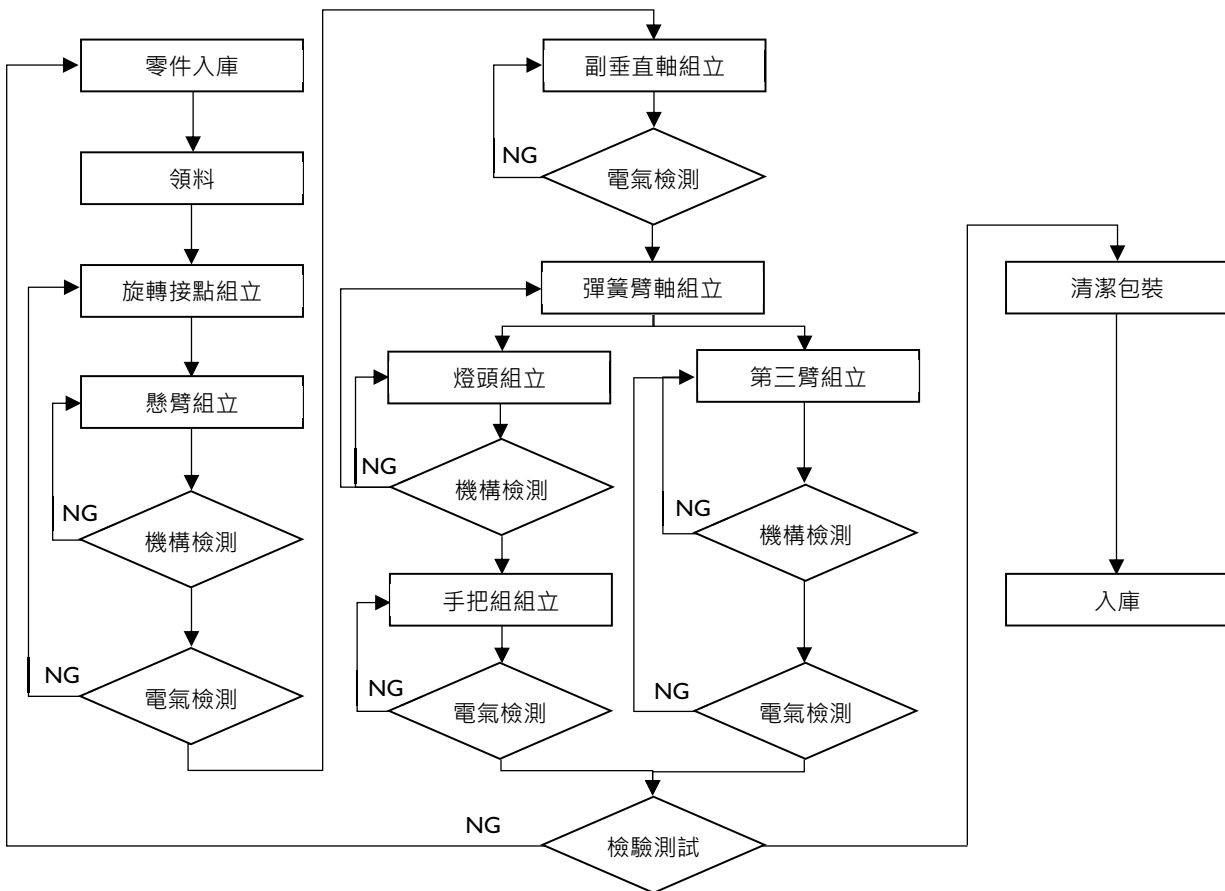 零件入庫
領料
旋轉接點組立
懸臂組立
NG
機構檢測
NG
電氣檢測
副垂直軸組立
NG
電氣檢測
彈簧臂軸組立
燈頭組立
NG
機構檢測
手把組組立
NG
電氣檢測
第三臂組立
NG
機構檢測
NG
電氣檢測
NG
檢驗測試
清潔包裝
入庫